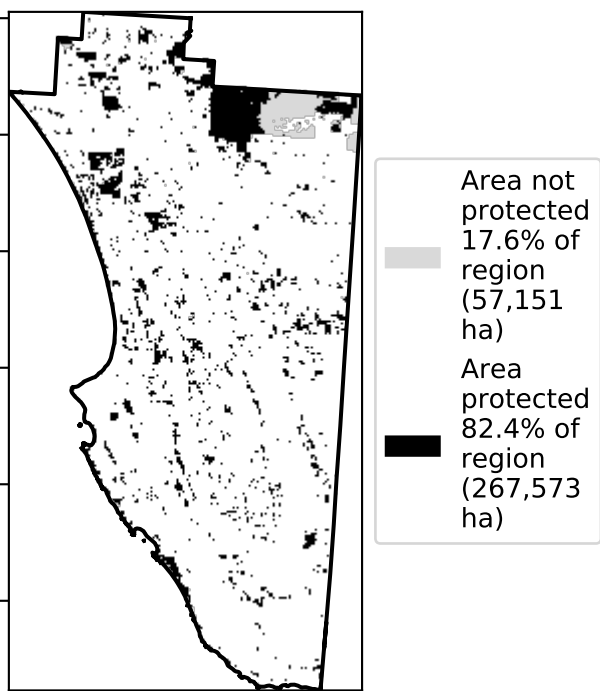 Area not
protected
17.6% of
region
(57,151
ha)
Area
protected
82.4% of
region
(267,573
ha)